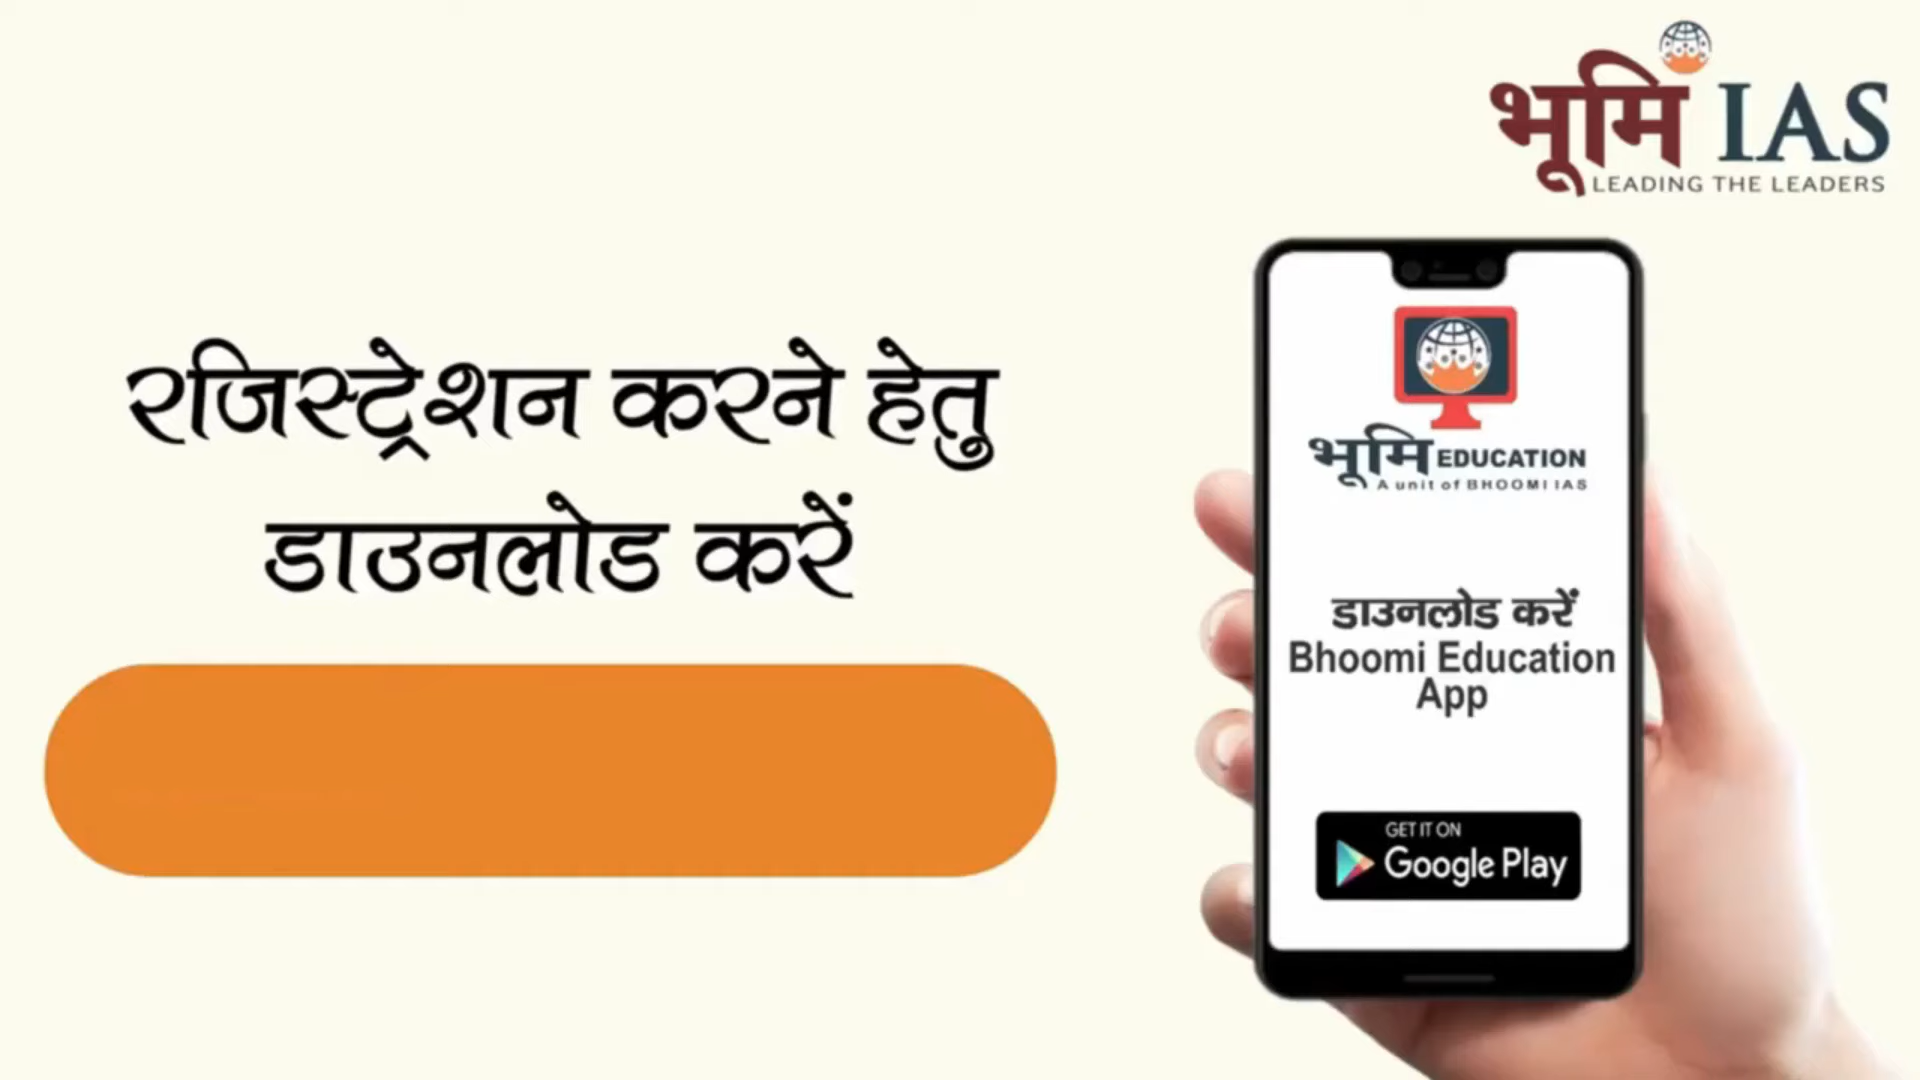 भूमि IAS
LEADING THE LEADERS
रजिस्ट्रेशन करने हेतु
डाउनलोड करें
भूमि EDUCATION
A unit of BHOOMI IAS
डाउनलोड करें
Bhoomi Education
App
GET IT ON
Google Play